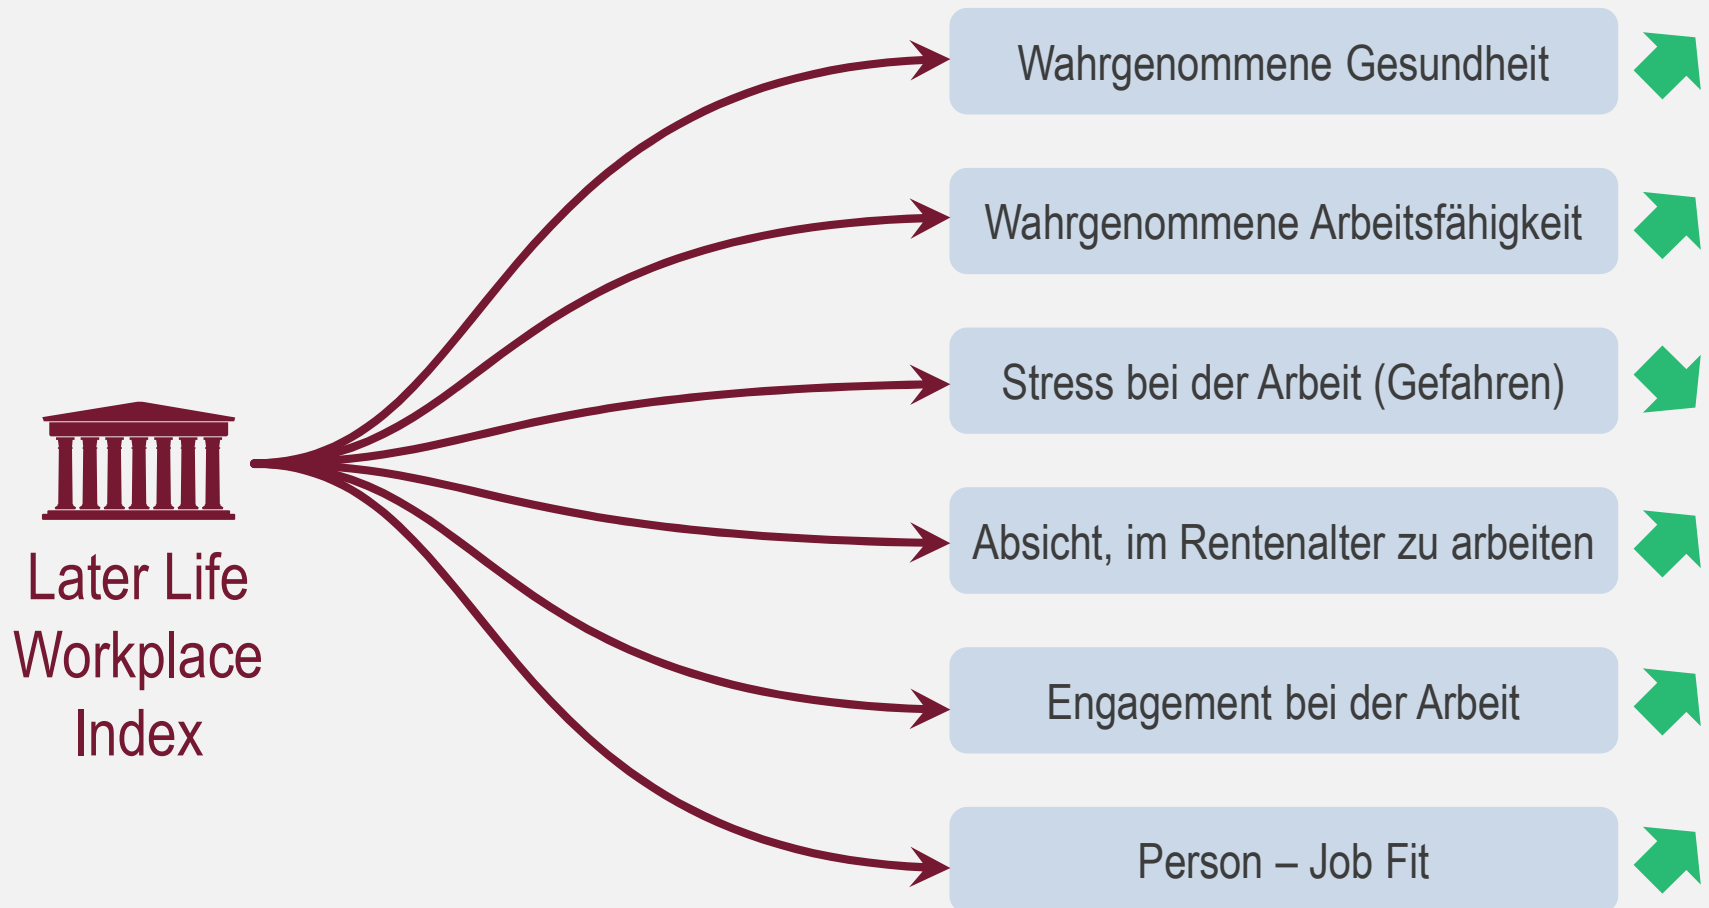 Wahrgenommene Gesundheit
Wahrgenommene Arbeitsfähigkeit
Stress bei der Arbeit (Gefahren)
Absicht, im Rentenalter zu arbeiten
Engagement bei der Arbeit
Person – Job Fit
Later Life
Workplace
Index